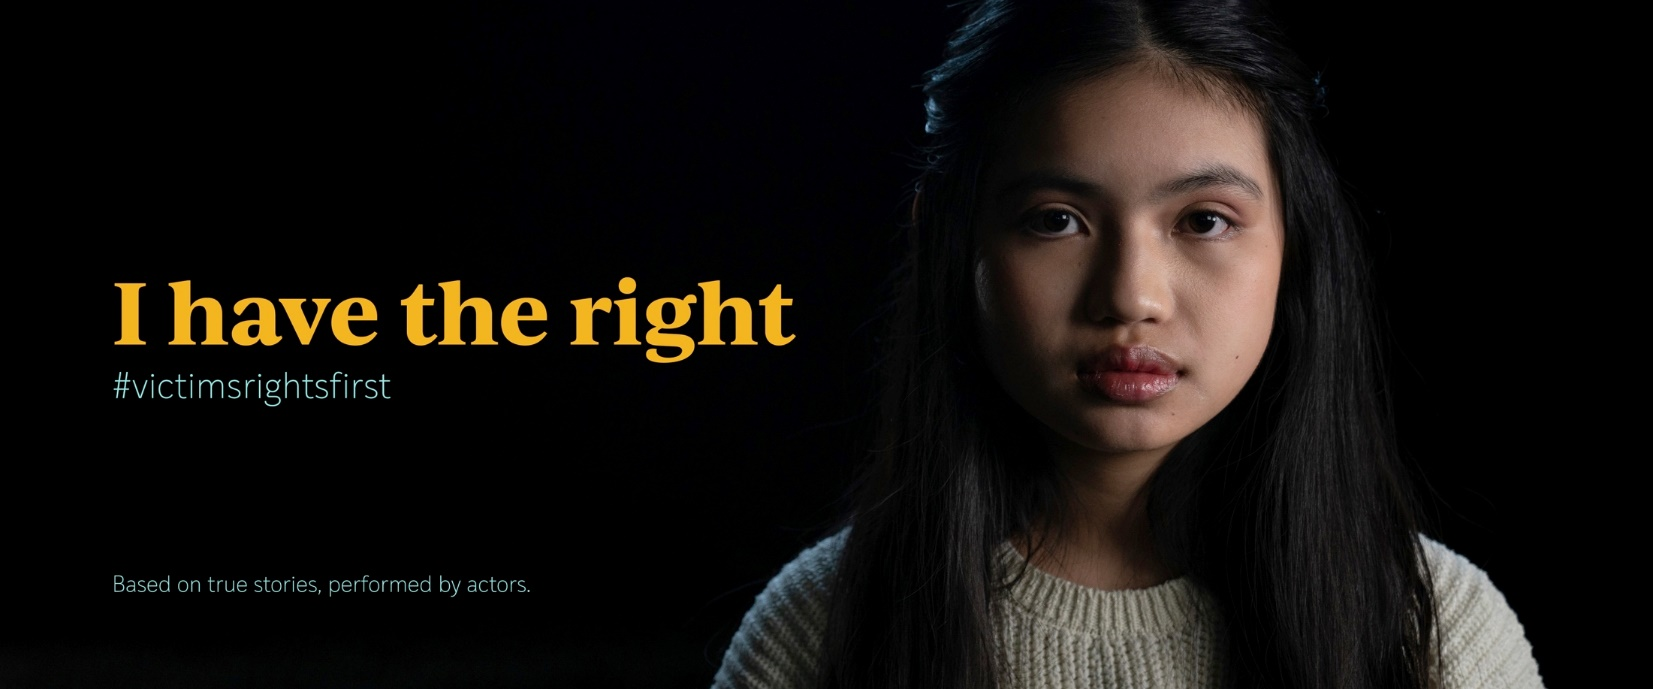 I have the right
#victimsrightsfirst
Based on true stories, performed by actors.